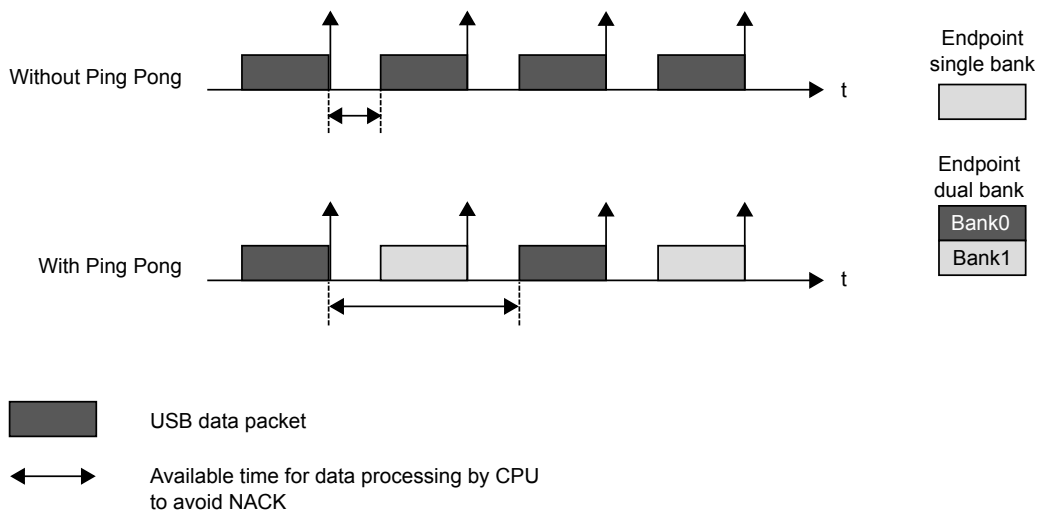 Without Ping Pong
t
Endpoint
single bank
Endpoint
dual bank
Bank0
Bank1
With Ping Pong
t
USB data packet
Available time for data processing by CPU
to avoid NACK